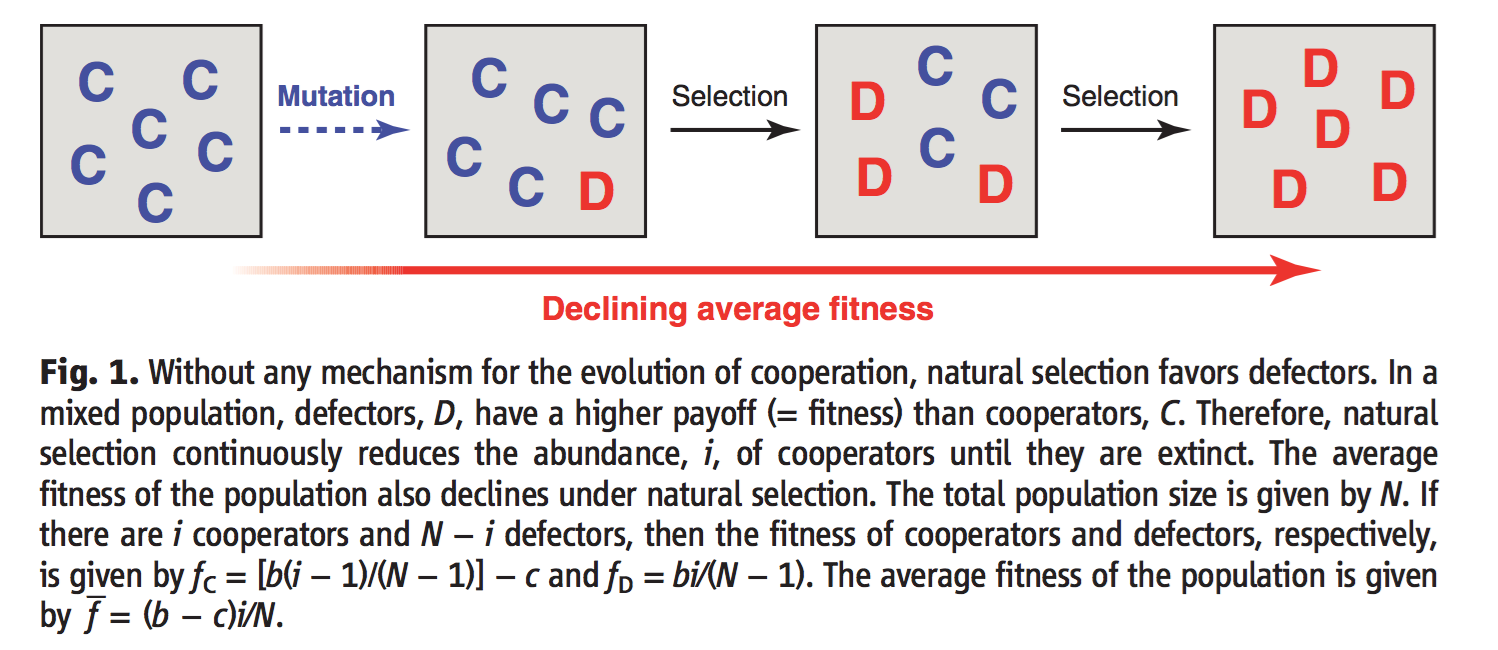 C C C C C C
Mutation
C C C C C D
Selection
C D C C D D
Selection
D D D D D D
Declining average fitness
Fig. 1. Without any mechanism for the evolution of cooperation, natural selection favors defectors. In a
mixed population, defectors, D, have a higher payoff (= fitness) than cooperators, C. Therefore, natural
selection continuously reduces the abundance, i, of cooperators until they are extinct. The average
fitness of the population also declines under natural selection. The total population size is given by N. If
there are i cooperators and N – i defectors, then the fitness of cooperators and defectors, respectively,
is given by f_C = [b(i – 1)/(N – 1)] – c and f_D = bi/(N – 1). The average fitness of the population is given
by f̅ = (b – c)i/N.